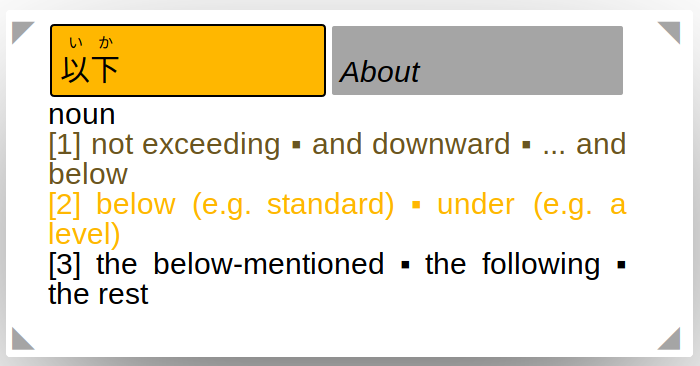 いか
以下
About
noun
[1] not exceeding ▪ and downward ▪ ... and
below
[2] below (e.g. standard) ▪ under (e.g. a
level)
[3] the below-mentioned ▪ the following ▪
the rest